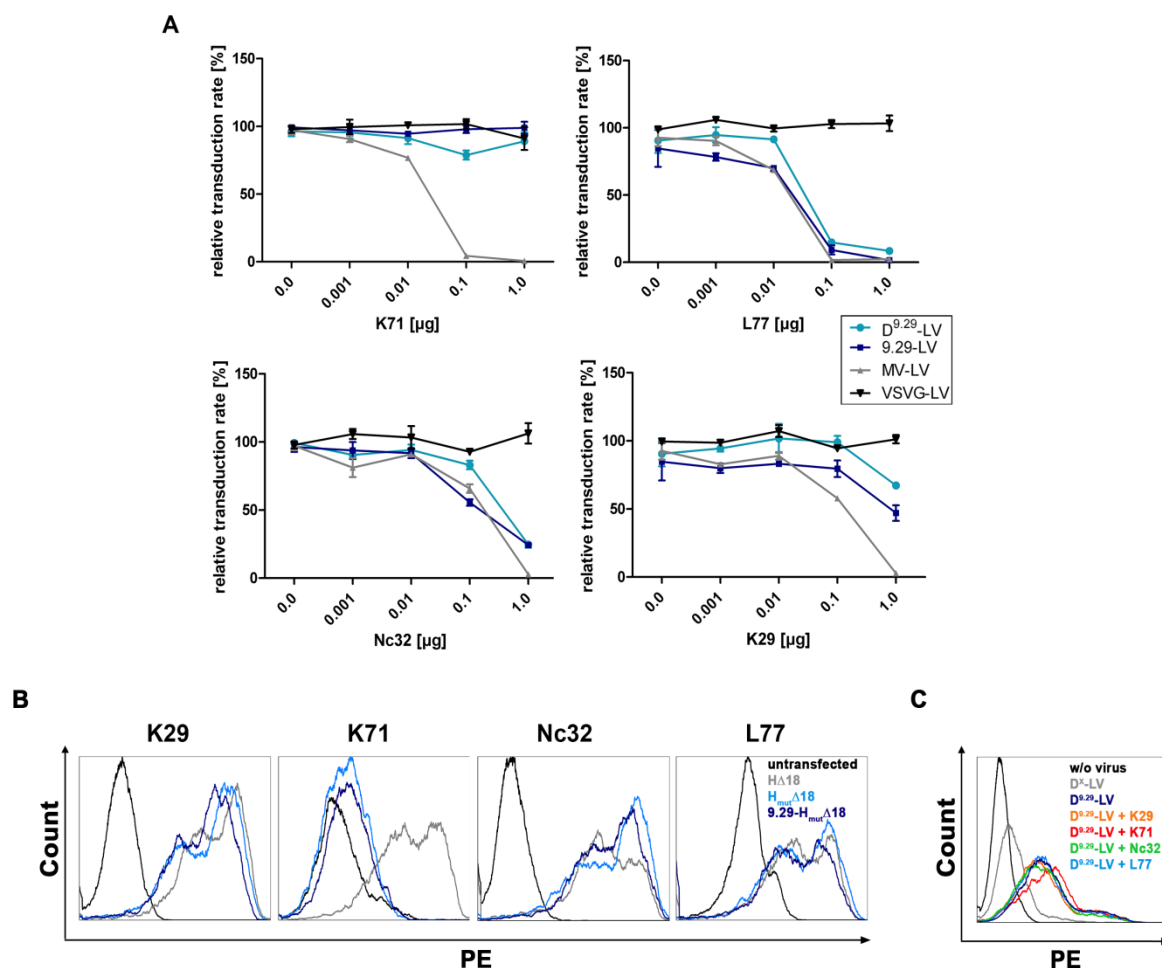 A
relative transduction rate [%]
150
100
50
0
0.0 0.001 0.01 0.1 1.0
K71 [µg]
relative transduction rate [%]
150
100
50
0
0.0 0.001 0.01 0.1 1.0
L77 [µg]
D9.29-LV
9.29-LV
MV-LV
VSVG-LV
relative transduction rate [%]
150
100
50
0
0.0 0.001 0.01 0.1 1.0
Nc32 [µg]
relative transduction rate [%]
150
100
50
0
0.0 0.001 0.01 0.1 1.0
K29 [µg]
B
K29 K71 Nc32 L77
Count
untransfected
HΔ18
HmutΔ18
9.29-HmutΔ18
PE
C
Count
w/o virus
Dx-LV
D9.29-LV
D9.29-LV + K29
D9.29-LV + K71
D9.29-LV + Nc32
D9.29-LV + L77
PE